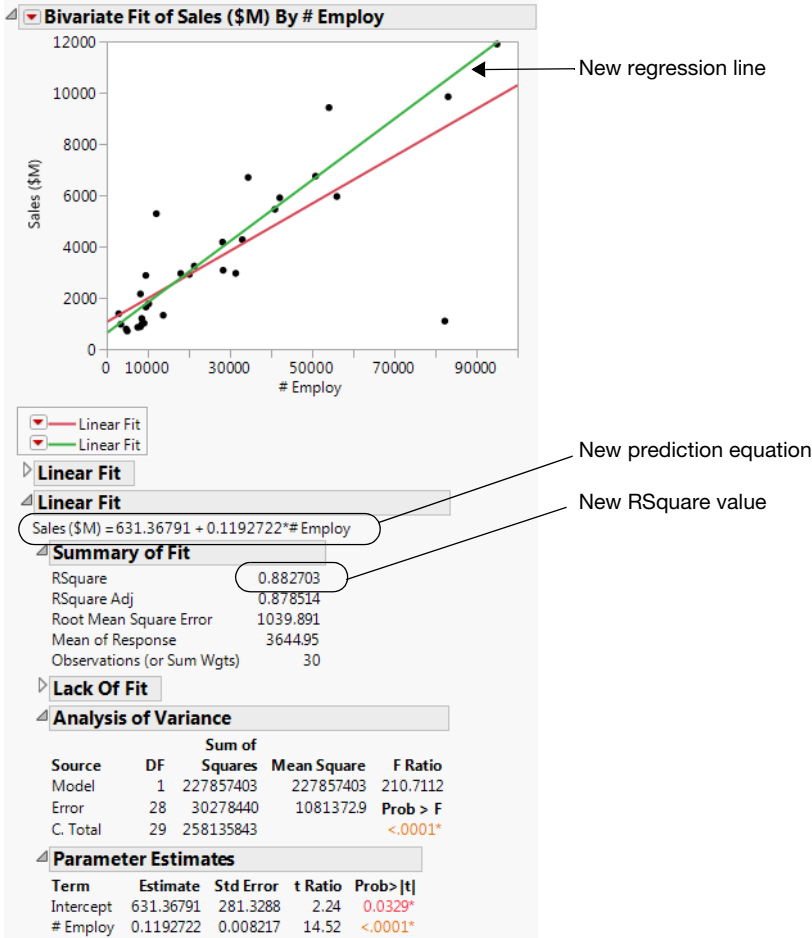 Bivariate Fit of Sales ($M) By # Employ
12000
10000
8000
6000
4000
2000
0
Sales ($M)
0 10000 30000 50000 70000 90000
# Employ
New regression line
Linear Fit
Linear Fit
Linear Fit
Linear Fit
New prediction equation
New RSquare value
Sales ($M) = 631.36791 + 0.1192722*# Employ
Summary of Fit
RSquare 0.882703
RSquare Adj 0.878514
Root Mean Square Error 1039.891
Mean of Response 3644.95
Observations (or Sum Wgts) 30
Lack Of Fit
Analysis of Variance
Sum of
Source DF Squares Mean Square F Ratio
Model 1 227857403 227857403 210.7112
Error 28 30278440 1081372.9 Prob > F
C. Total 29 258135843 <.0001*
Parameter Estimates
Term Estimate Std Error t Ratio Prob>|t|
Intercept 631.36791 281.3288 2.24 0.0329*
# Employ 0.1192722 0.008217 14.52 <.0001*